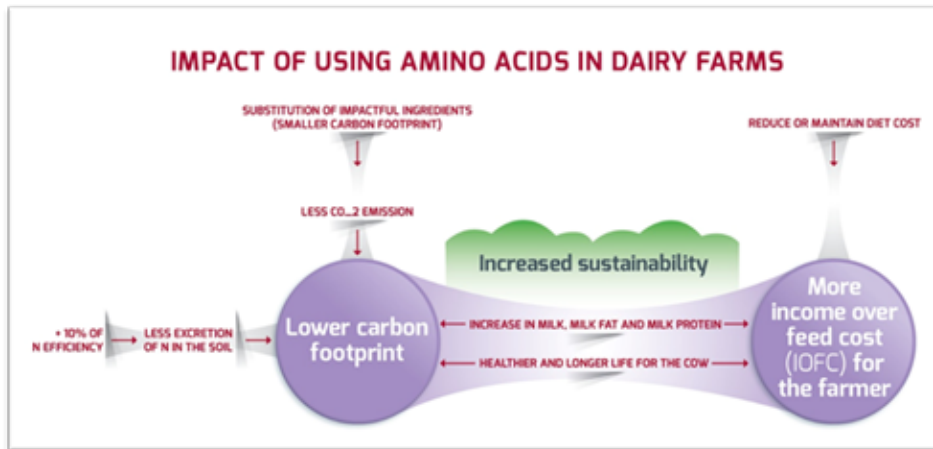 IMPACT OF USING AMINO ACIDS IN DAIRY FARMS
SUBSTITUTION OF IMPACTFUL INGREDIENTS
(SMALLER CARBON FOOTPRINT)
REDUCE OR MAINTAIN DIET COST
LESS CO_2 EMISSION
Increased sustainability
+ 10% OF
N EFFICIENCY
LESS EXCRETION
OF N IN THE SOIL
Lower carbon
footprint
INCREASE IN MILK, MILK FAT AND MILK PROTEIN
HEALTHIER AND LONGER LIFE FOR THE COW
More
income over
feed cost
(IOFC) for
the farmer